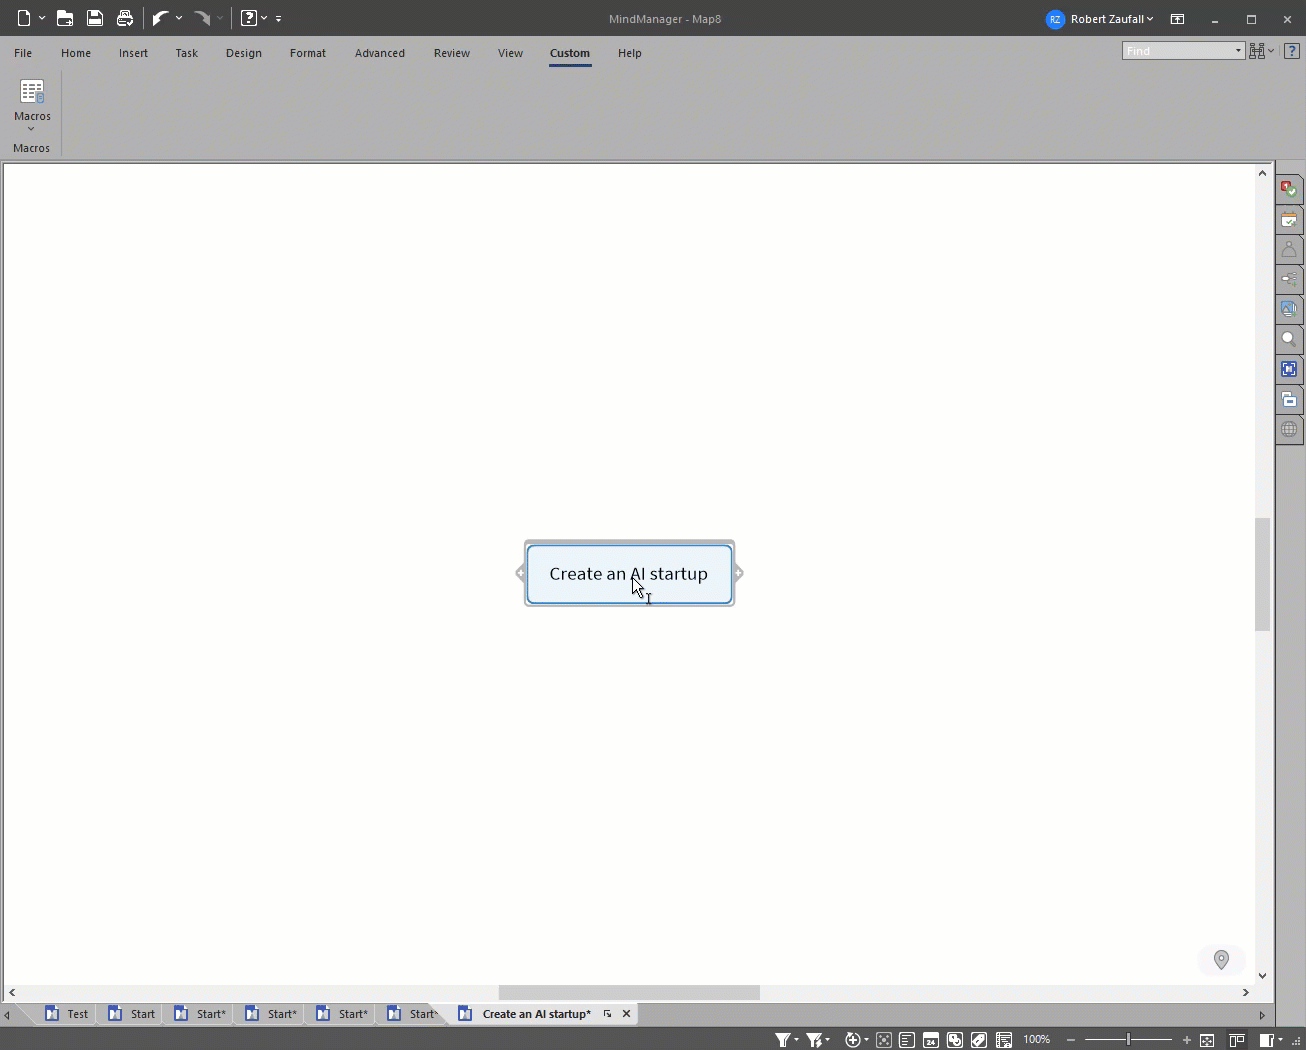 MindManager - Map8
RZ Robert Zaufall
File Home Insert Task Design Format Advanced Review View Custom Help
Find
Macros
Macros
Create an AI startup
Test Start Start* Start* Start* Start* Create an AI startup*
24 100%